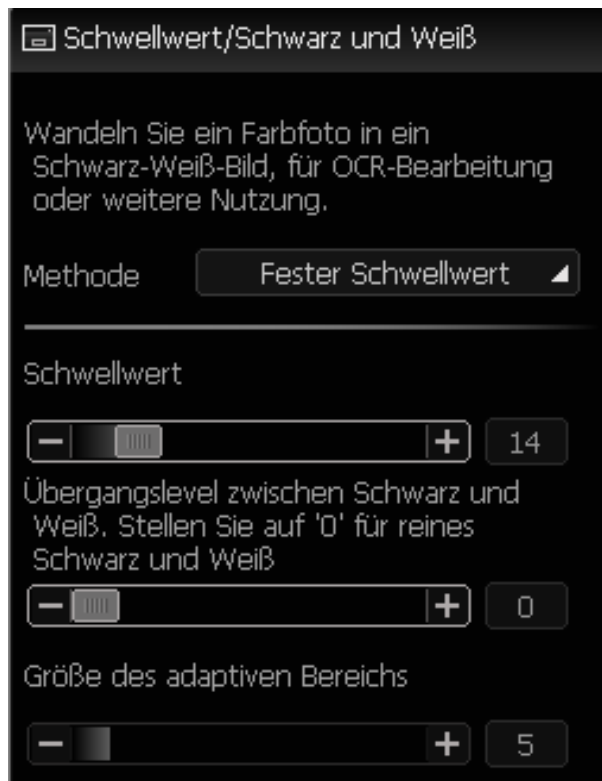 Schwellwert/Schwarz und Weiß
Wandeln Sie ein Farbfoto in ein
Schwarz-Weiß-Bild, für OCR-Bearbeitung
oder weitere Nutzung.
Methode Fester Schwellwert
Schwellwert
14
Übergangslevel zwischen Schwarz und
Weiß. Stellen Sie auf '0' für reines
Schwarz und Weiß
0
Größe des adaptiven Bereichs
5